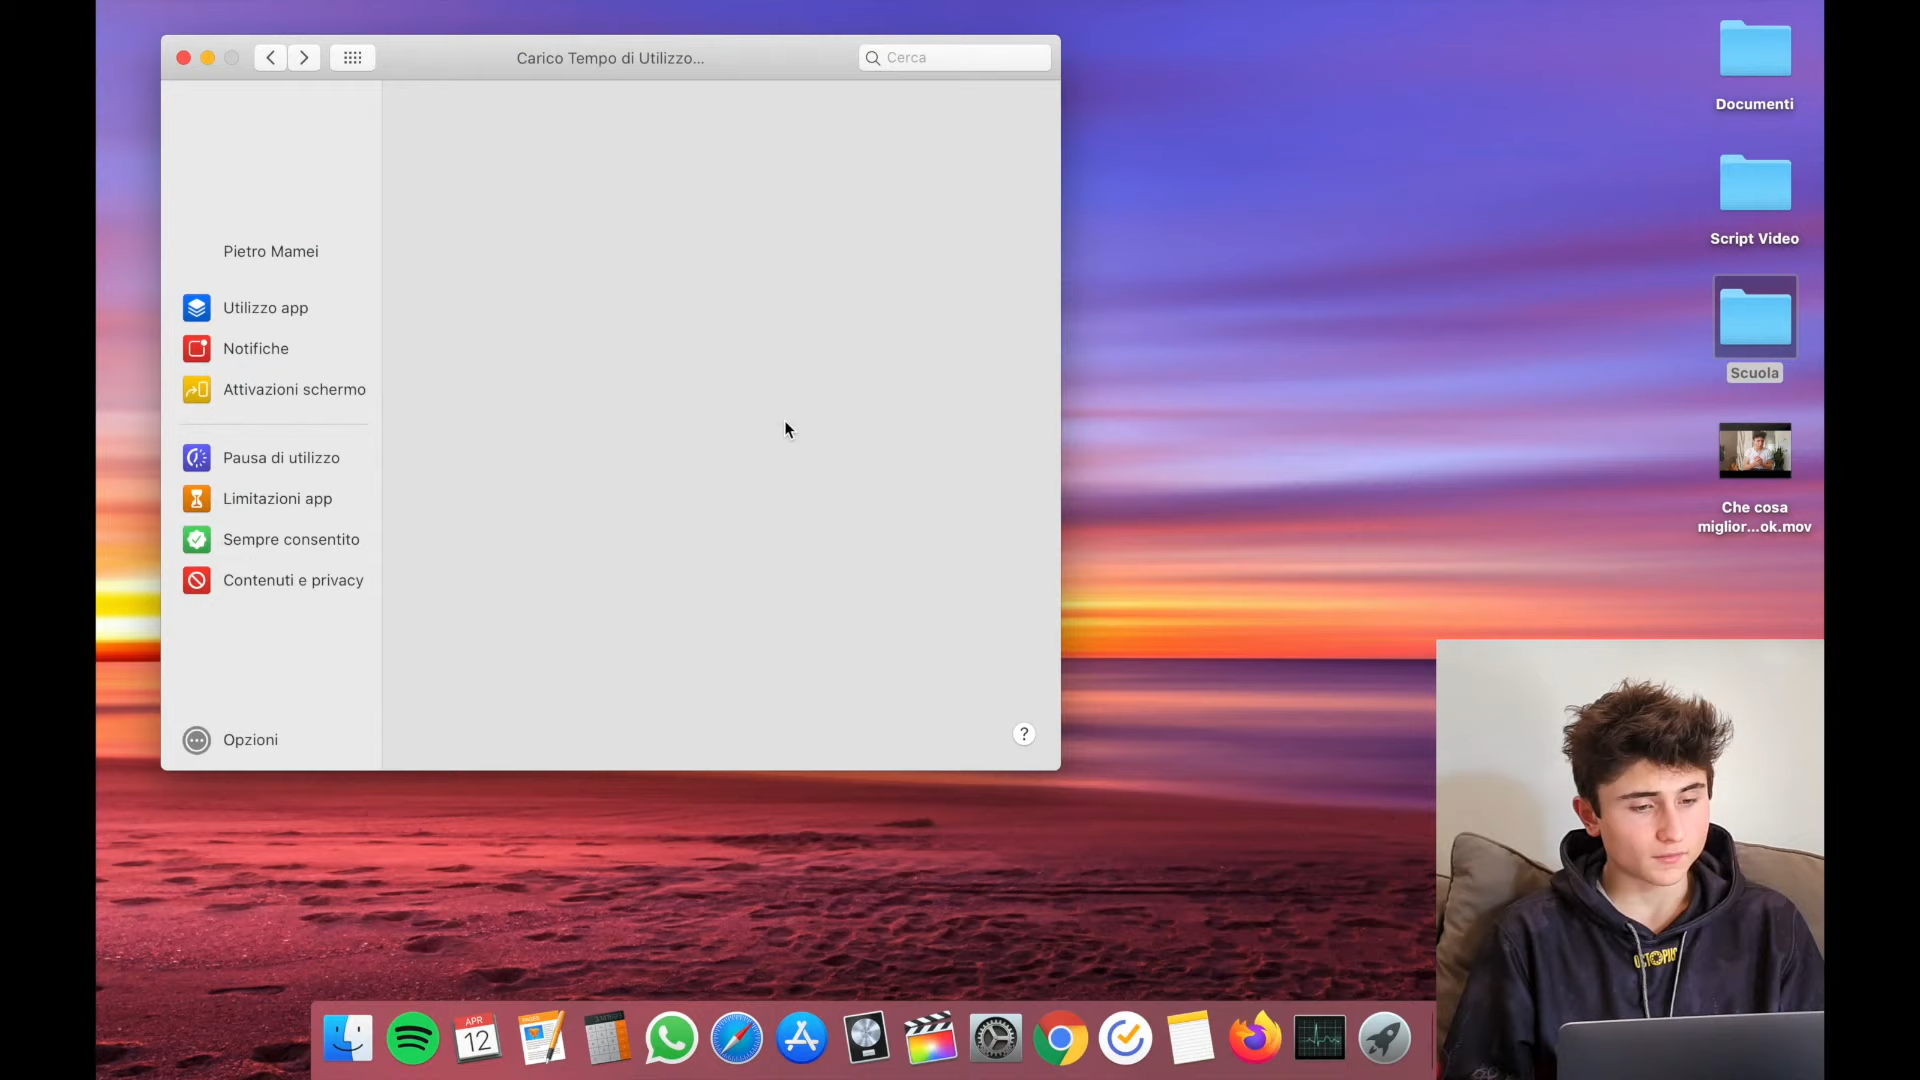 Carico Tempo di Utilizzo...
Cerca
Pietro Mamei
Utilizzo app
Notifiche
Attivazioni schermo
Pausa di utilizzo
Limitazioni app
Sempre consentito
Contenuti e privacy
Opzioni
?
Documenti
Script Video
Scuola
Che cosa
miglior...ok.mov
APR
12
PAGES